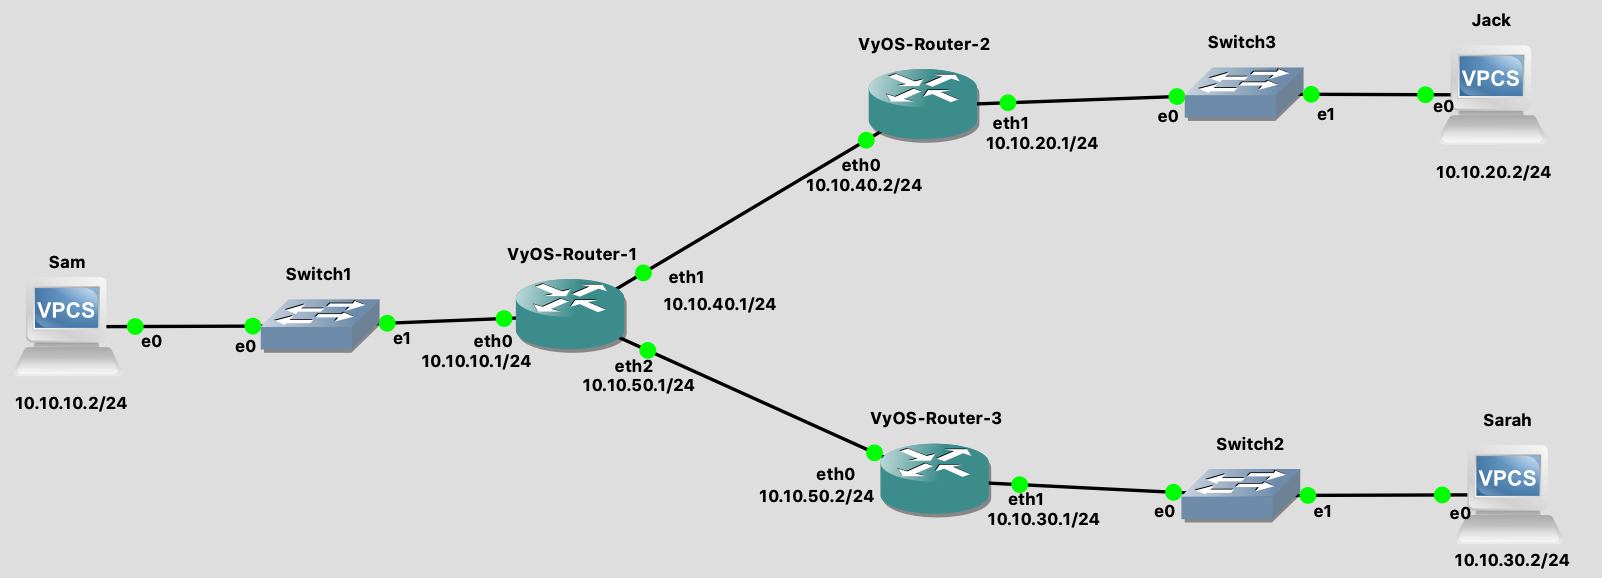 Jack
VyOS-Router-2
Switch3
VPCS
e0
eth1
e0
e1
10.10.20.1/24
eth0
10.10.40.2/24
10.10.20.2/24
VyOS-Router-1
Sam
Switch1
eth1
10.10.40.1/24
VPCS
e0
e0
e1
eth0
10.10.10.1/24
eth2
10.10.50.1/24
10.10.10.2/24
VyOS-Router-3
Sarah
Switch2
eth0
10.10.50.2/24
VPCS
eth1
10.10.30.1/24
e0
e1
e0
10.10.30.2/24